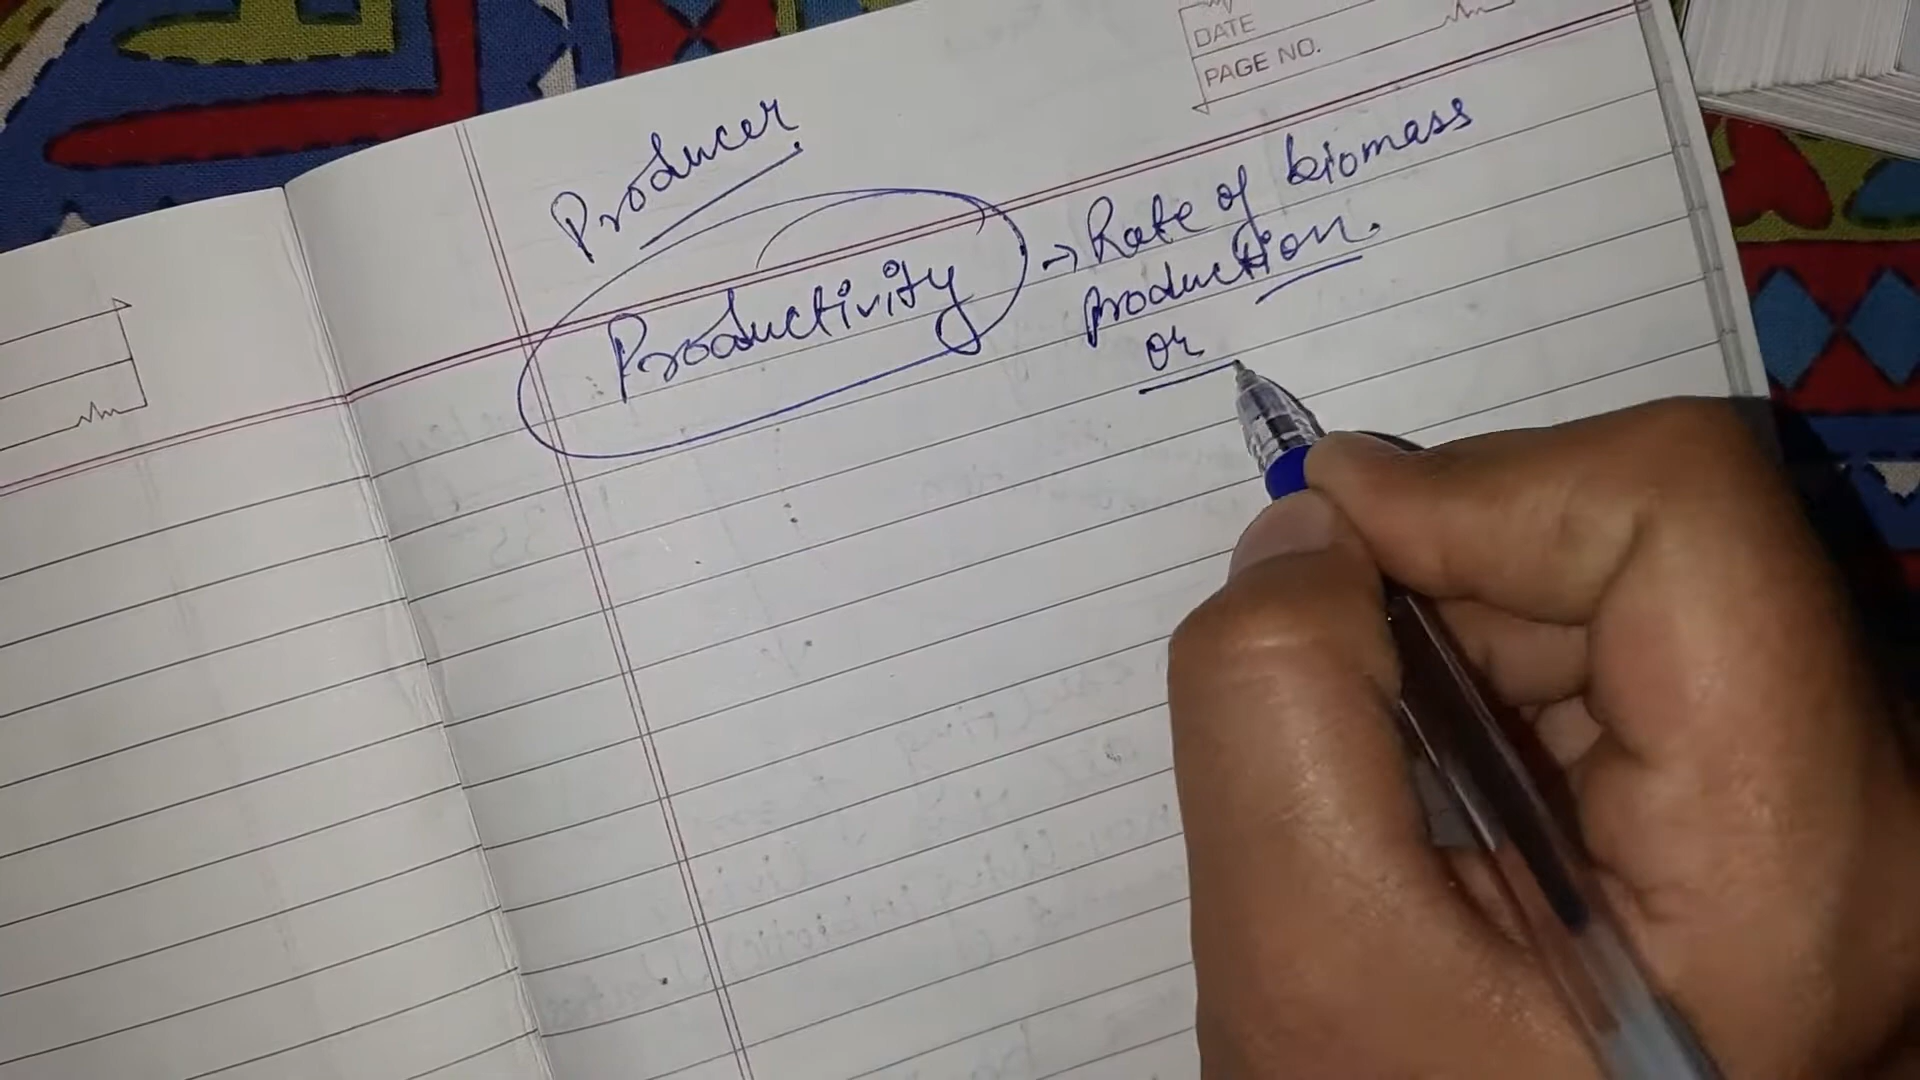 DATE
PAGE NO.
Producer
Productivity → Rate of biomass
production.
or